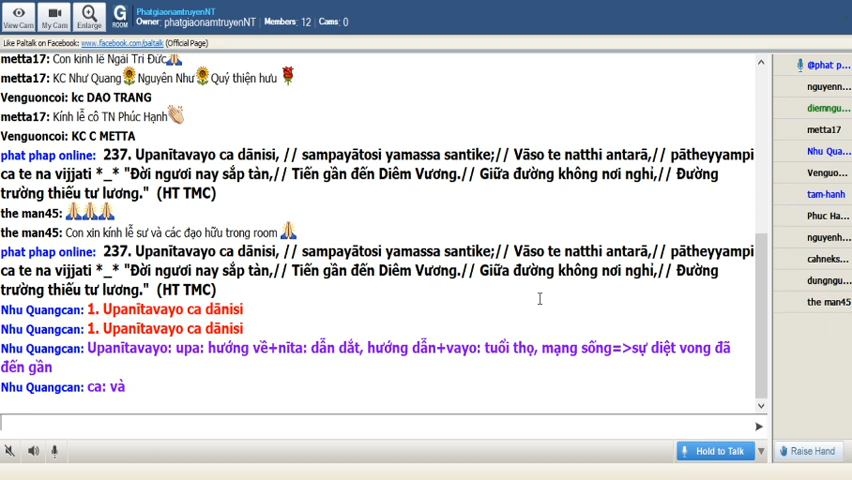 PhatgiaonamtruyenNT
Owner: phatgiaonamtruyenNT Members: 12 Cams: 0
View Cam
My Cam
Enlarge
G
ROOM
Like Paltalk on Facebook: www.facebook.com/paltalk (Official Page)
metta17: Con kính lễ Ngài Trí Đức
metta17: KC Như Quang Nguyên Như Quý thiện hưu
Venguoncoi: kc DAO TRANG
metta17: Kính lễ cô TN Phúc Hạnh
Venguoncoi: KC C METTA
phat phap online: 237. Upanītavayo ca dānisi, // sampayātosi yamassa santike;// Vāso te natthi antarā,// pātheyyampi
ca te na vijjati *_* "Đời ngươi nay sắp tàn,// Tiến gần đến Diêm Vương.// Giữa đường không nơi nghỉ,// Đường
trường thiếu tư lương." (HT TMC)
the man45:
the man45: Con xin kính lễ sư và các đạo hữu trong room
phat phap online: 237. Upanītavayo ca dānisi, // sampayātosi yamassa santike;// Vāso te natthi antarā,// pātheyyampi
ca te na vijjati *_* "Đời ngươi nay sắp tàn,// Tiến gần đến Diêm Vương.// Giữa đường không nơi nghỉ,// Đường
trường thiếu tư lương." (HT TMC)
Nhu Quangcan: 1. Upanītavayo ca dānisi
Nhu Quangcan: 1. Upanītavayo ca dānisi
Nhu Quangcan: Upanītavayo: upa: hướng về+nīta: dẫn dắt, hướng dẫn+vayo: tuổi thọ, mạng sống=>sự diệt vong đã
đến gần
Nhu Quangcan: ca: và
Hold to Talk
Raise Hand
@phat p...
nguyenn...
diemngu...
metta17
Nhu Qua...
Venguo...
tam-hanh
Phuc Ha...
nguyenh...
cahneks...
dungngu...
the man45